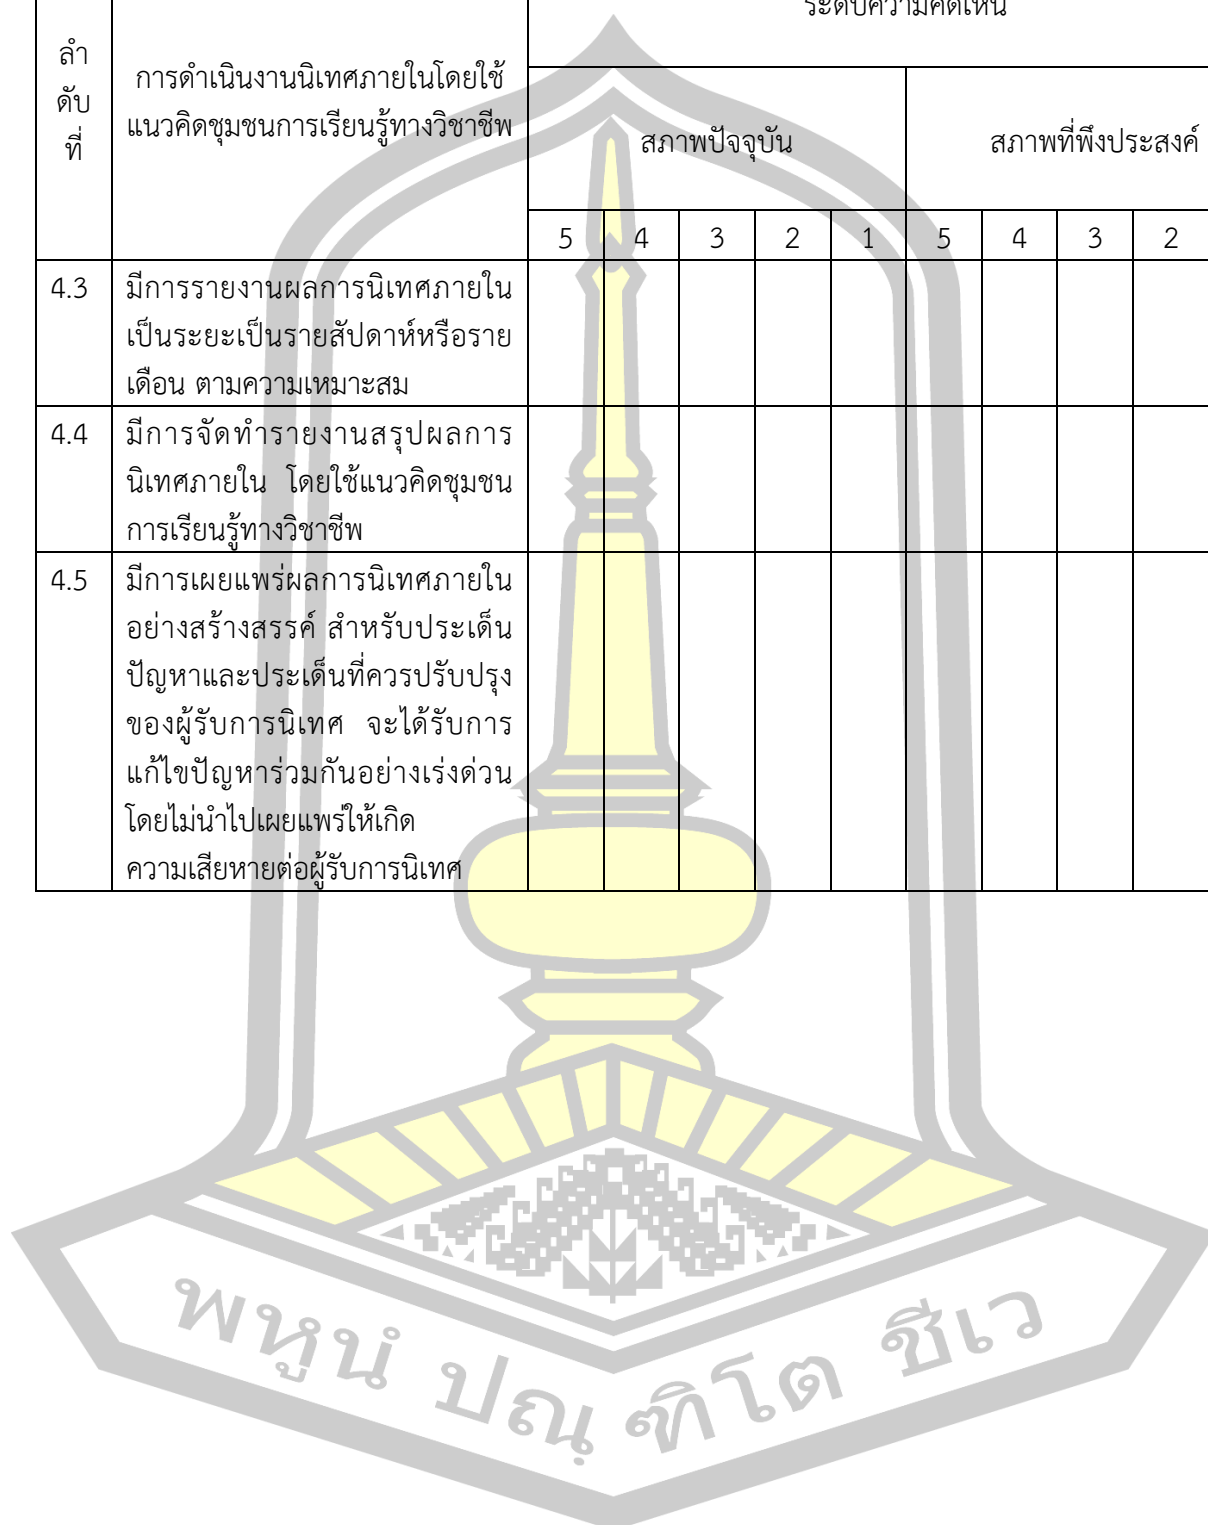 ระดับความคิดเห็น
ลำ
ดับ
ที่
การดำเนินงานนิเทศภายในโดยใช้
แนวคิดชุมชนการเรียนรู้ทางวิชาชีพ
สภาพปัจจุบัน
สภาพที่พึงประสงค์
5 4 3 2 1 5 4 3 2
4.3 มีการรายงานผลการนิเทศภายใน
เป็นระยะเป็นรายสัปดาห์หรือราย
เดือน ตามความเหมาะสม
4.4 มีการจัดทำรายงานสรุปผลการ
นิเทศภายใน โดยใช้แนวคิดชุมชน
การเรียนรู้ทางวิชาชีพ
4.5 มีการเผยแพร่ผลการนิเทศภายใน
อย่างสร้างสรรค์ สำหรับประเด็น
ปัญหาและประเด็นที่ควรปรับปรุง
ของผู้รับการนิเทศ จะได้รับการ
แก้ไขปัญหาร่วมกันอย่างเร่งด่วน
โดยไม่นำไปเผยแพร่ให้เกิด
ความเสียหายต่อผู้รับการนิเทศ
พหูนํ ปณฺฑิโต ชีเว